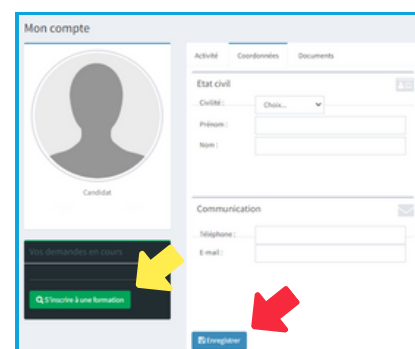 Mon compte
Activité Coordonnées Documents
Etat civil
Civilité : Choix...
Prénom :
Nom :
Candidat
Communication
Téléphone :
E-mail :
Vos demandes en cours
S'inscrire à une formation
Enregistrer